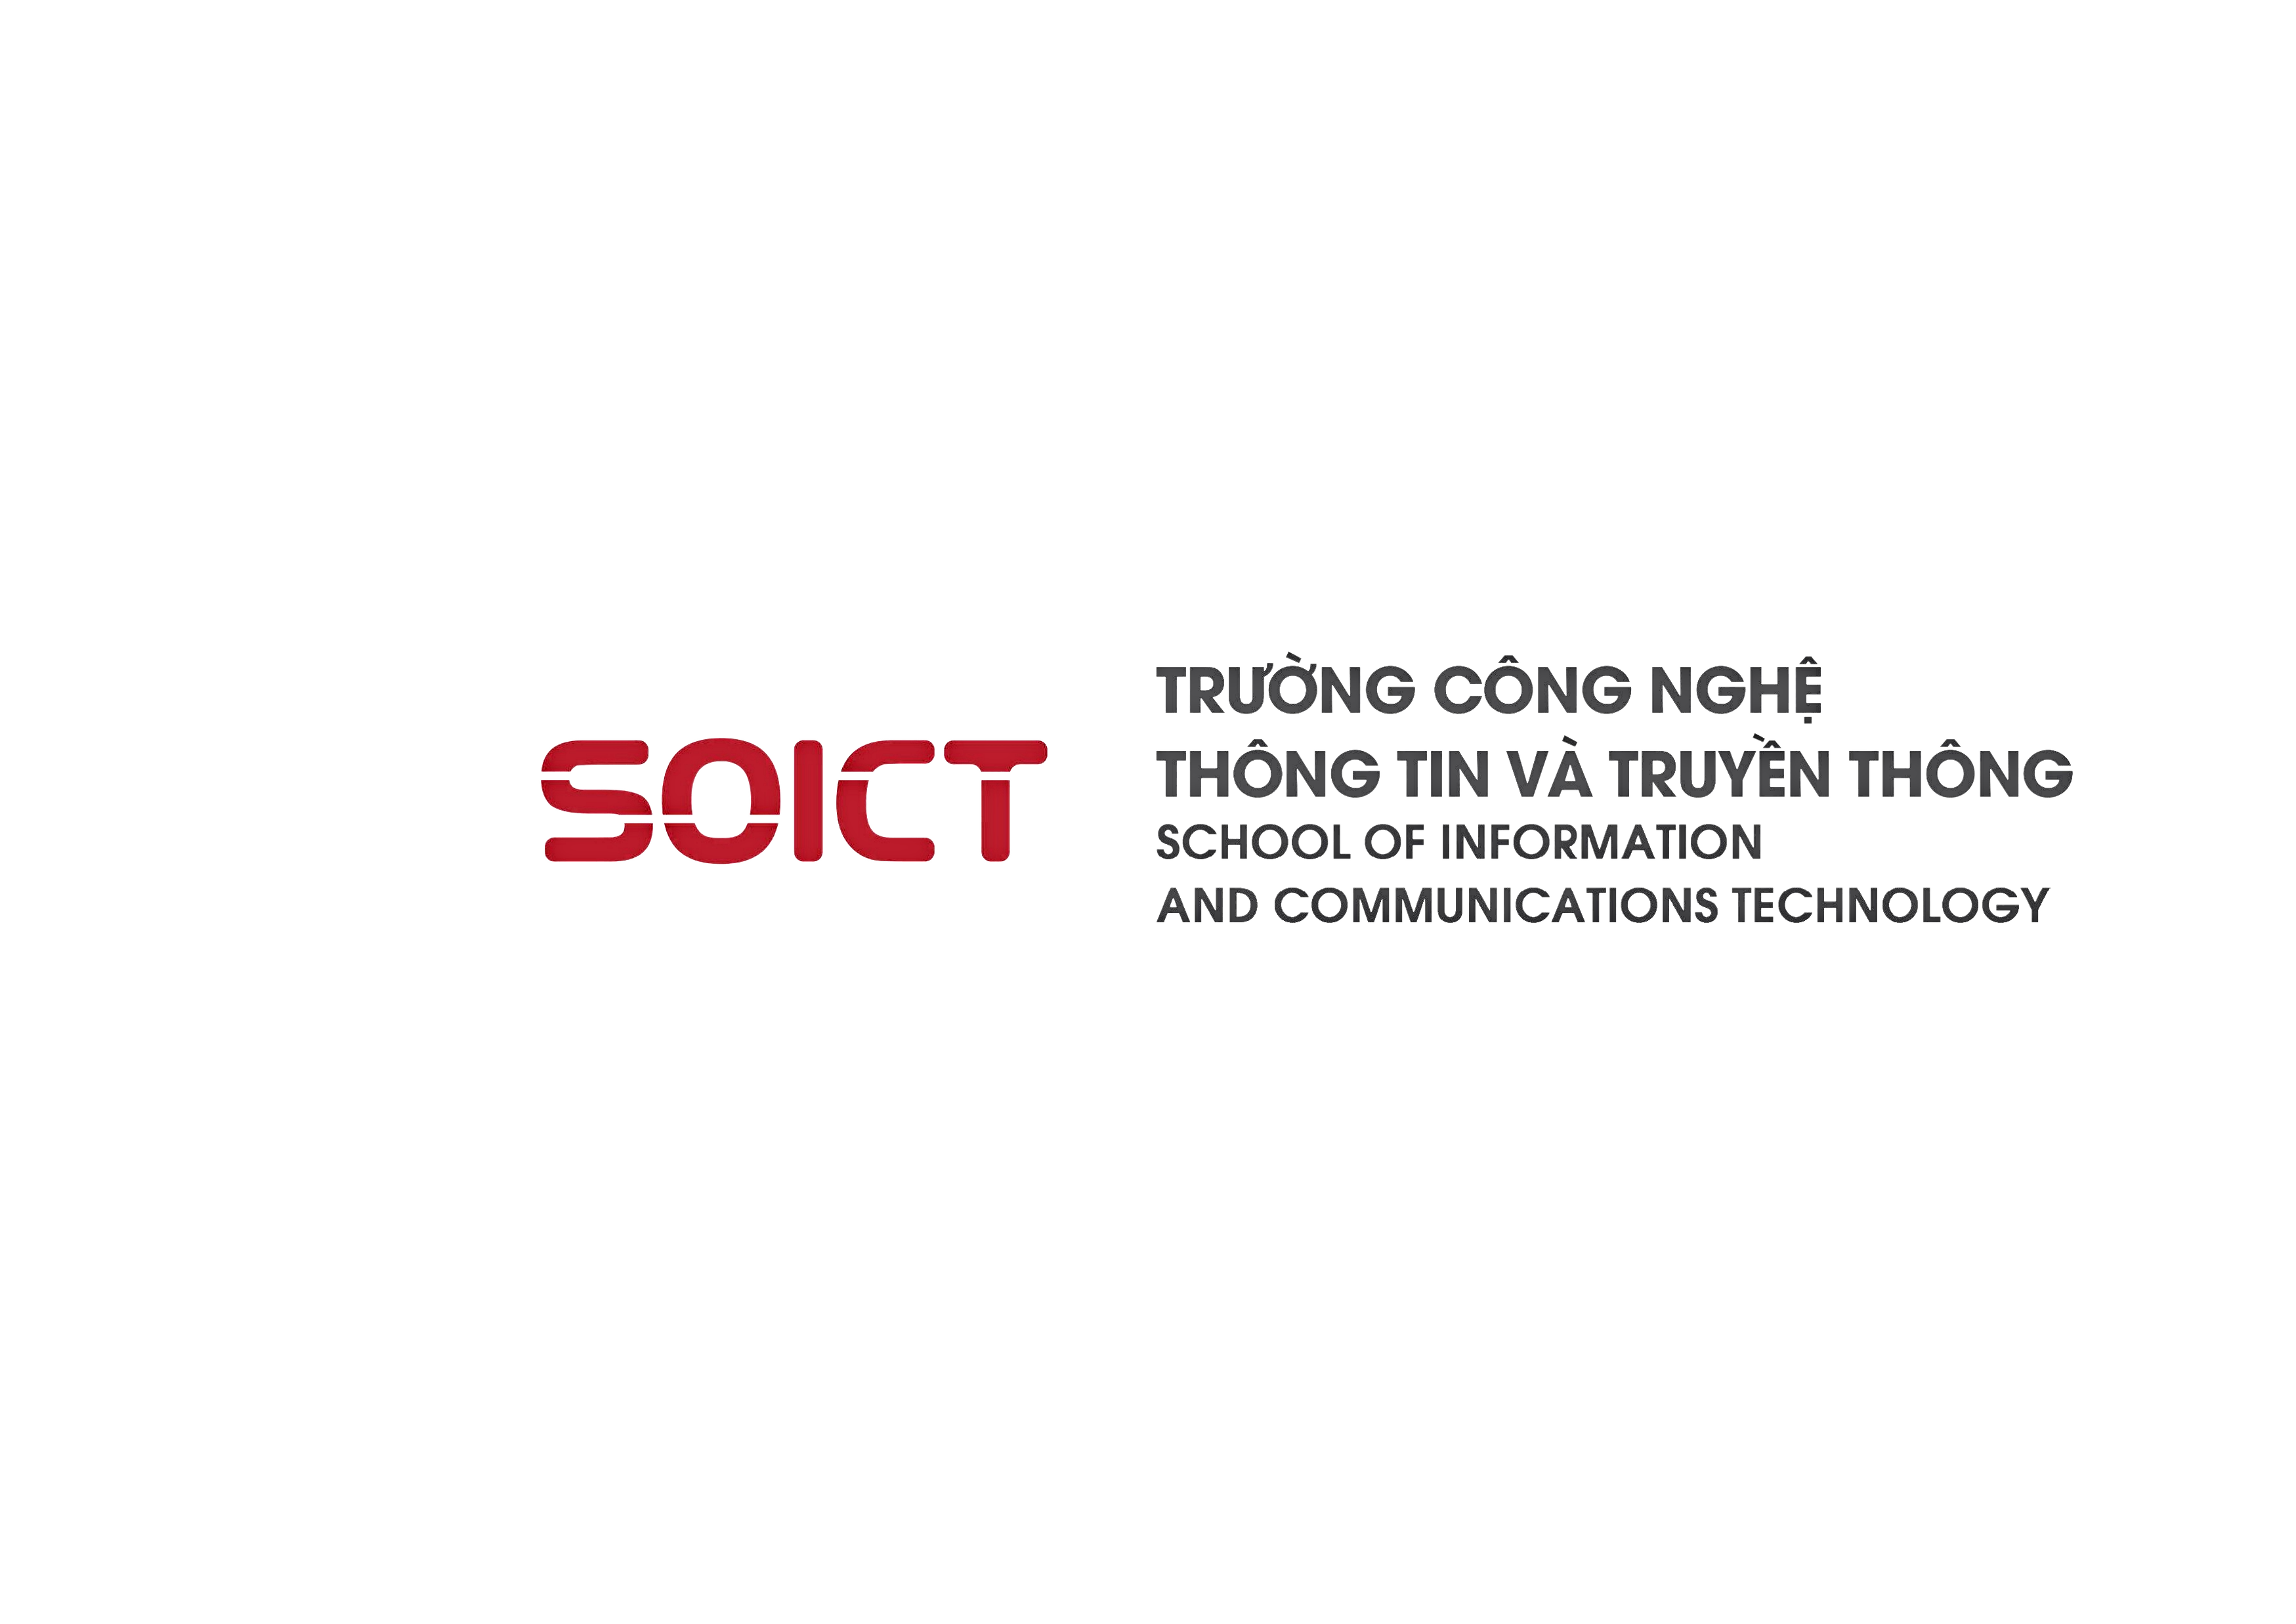 SOICT
TRƯỜNG CÔNG NGHỆ
THÔNG TIN VÀ TRUYỀN THÔNG
SCHOOL OF INFORMATION
AND COMMUNICATIONS TECHNOLOGY